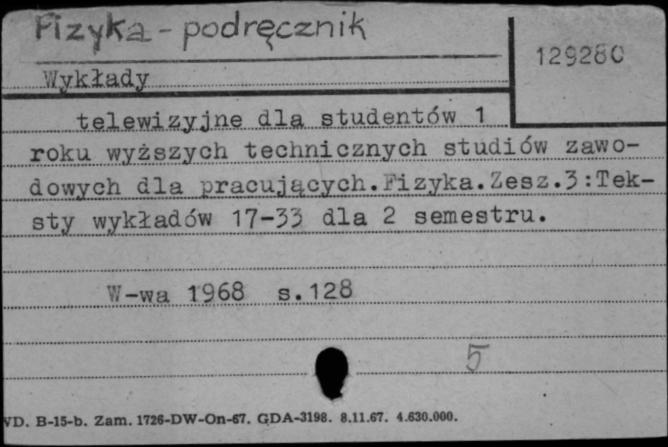 Fizyka - podręcznik
129280
Wykłady
telewizyjne dla studentów 1
roku wyższych technicznych studiów zawo-
dowych dla pracujących.Fizyka.Zesz.3:Tek-
sty wykładów 17-33 dla 2 semestru.
W-wa 1968 s.128
5
VD. B-15-b. Zam. 1726-DW-On-67. GDA-3198. 8.11.67. 4.630.000.